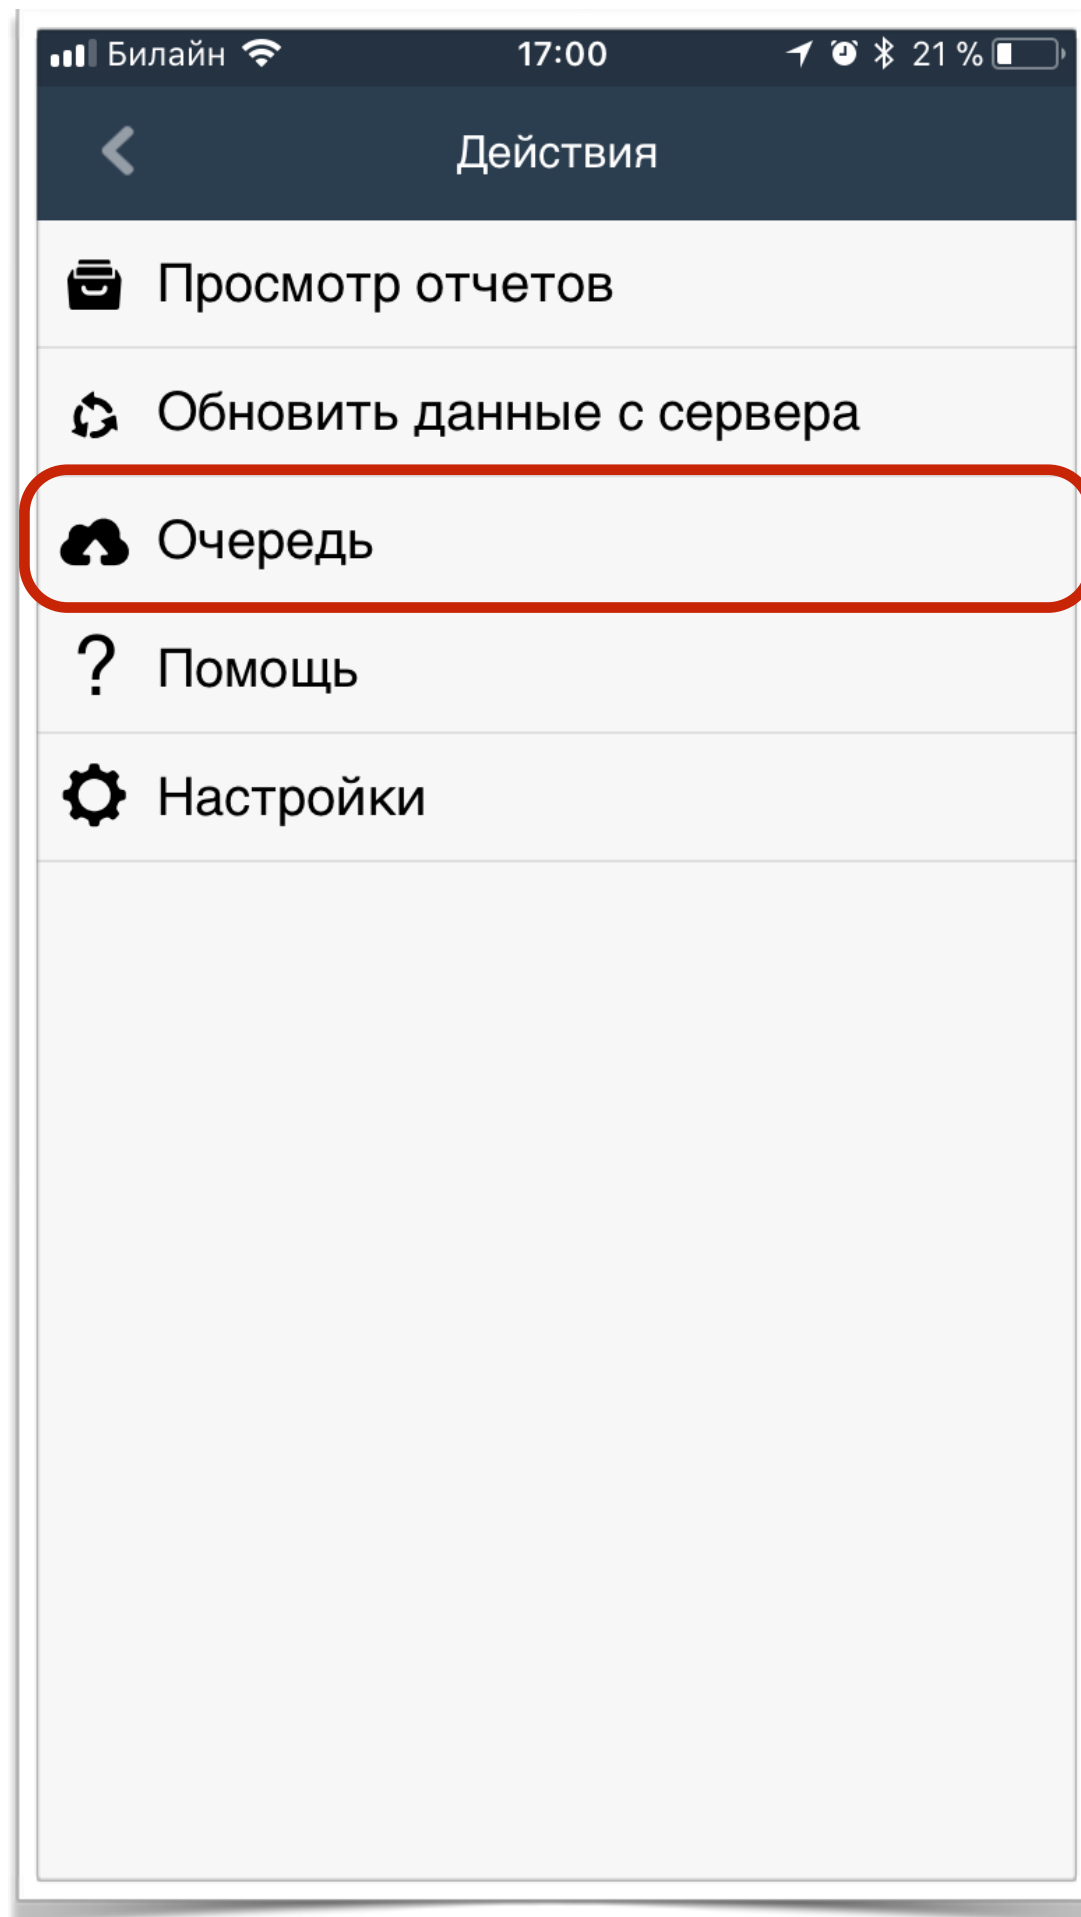 Билайн 17:00 21 %
Действия
Просмотр отчетов
Обновить данные с сервера
Очередь
? Помощь
Настройки